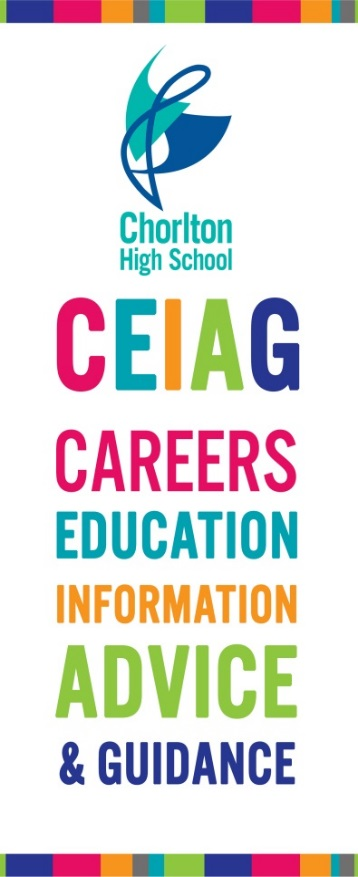 Chorlton
High School
CEIAG
CAREERS
EDUCATION
INFORMATION
ADVICE
& GUIDANCE